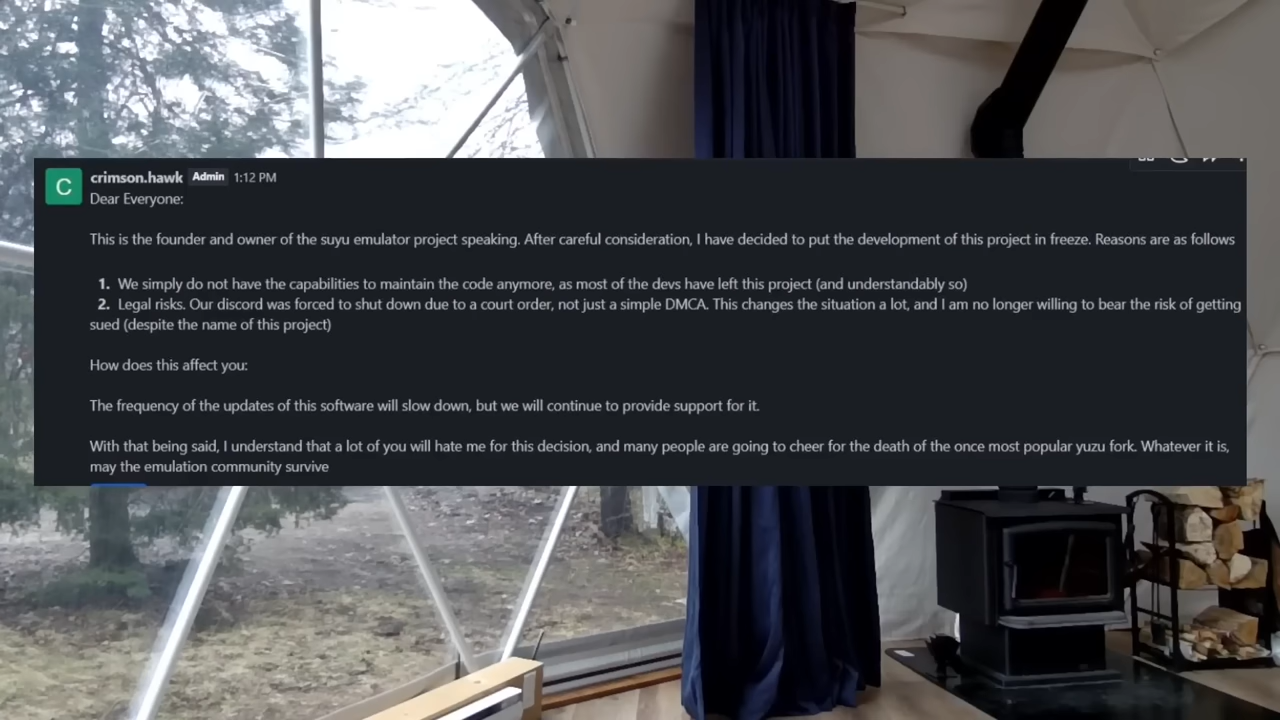 C
crimson.hawk Admin 1:12 PM
Dear Everyone:
This is the founder and owner of the suyu emulator project speaking. After careful consideration, I have decided to put the development of this project in freeze. Reasons are as follows
1. We simply do not have the capabilities to maintain the code anymore, as most of the devs have left this project (and understandably so)
2. Legal risks. Our discord was forced to shut down due to a court order, not just a simple DMCA. This changes the situation a lot, and I am no longer willing to bear the risk of getting
sued (despite the name of this project)
How does this affect you:
The frequency of the updates of this software will slow down, but we will continue to provide support for it.
With that being said, I understand that a lot of you will hate me for this decision, and many people are going to cheer for the death of the once most popular yuzu fork. Whatever it is,
may the emulation community survive